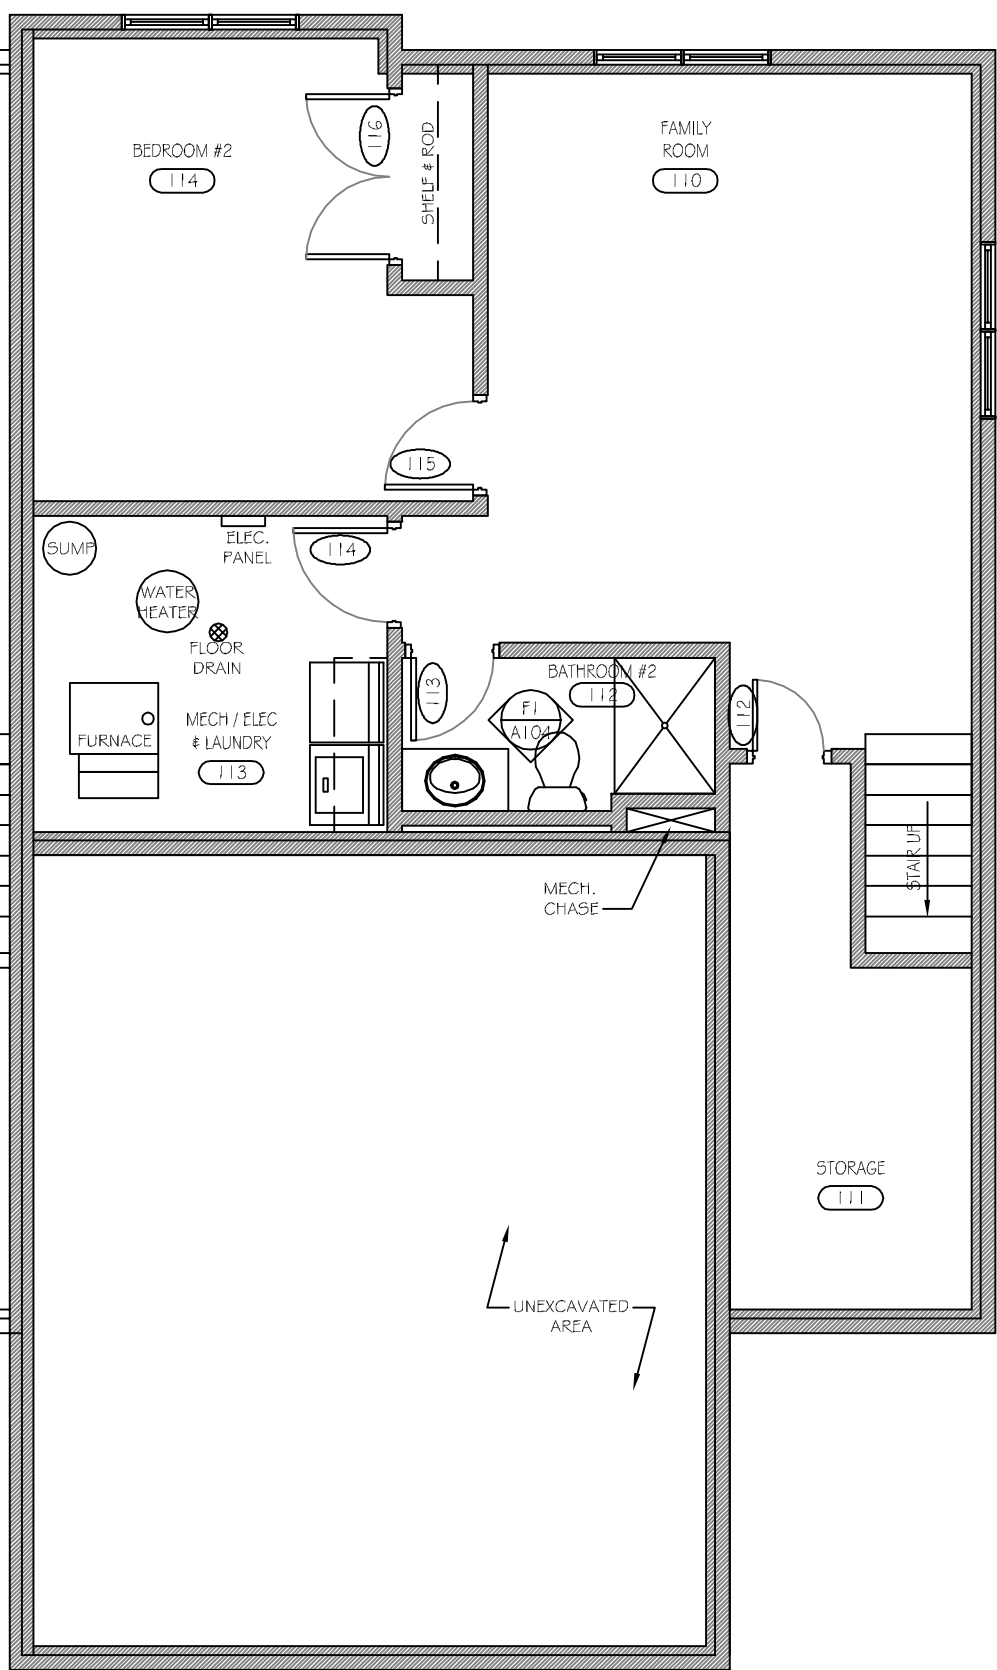 BEDROOM #2
114
116
SHELF & ROD
FAMILY
ROOM
110
115
SUMP
ELEC.
PANEL
114
WATER
HEATER
FLOOR
DRAIN
FURNACE
MECH / ELEC
& LAUNDRY
113
113
BATHROOM #2
112
F1
A104
112
STAIR UP
MECH.
CHASE
STORAGE
111
UNEXCAVATED
AREA